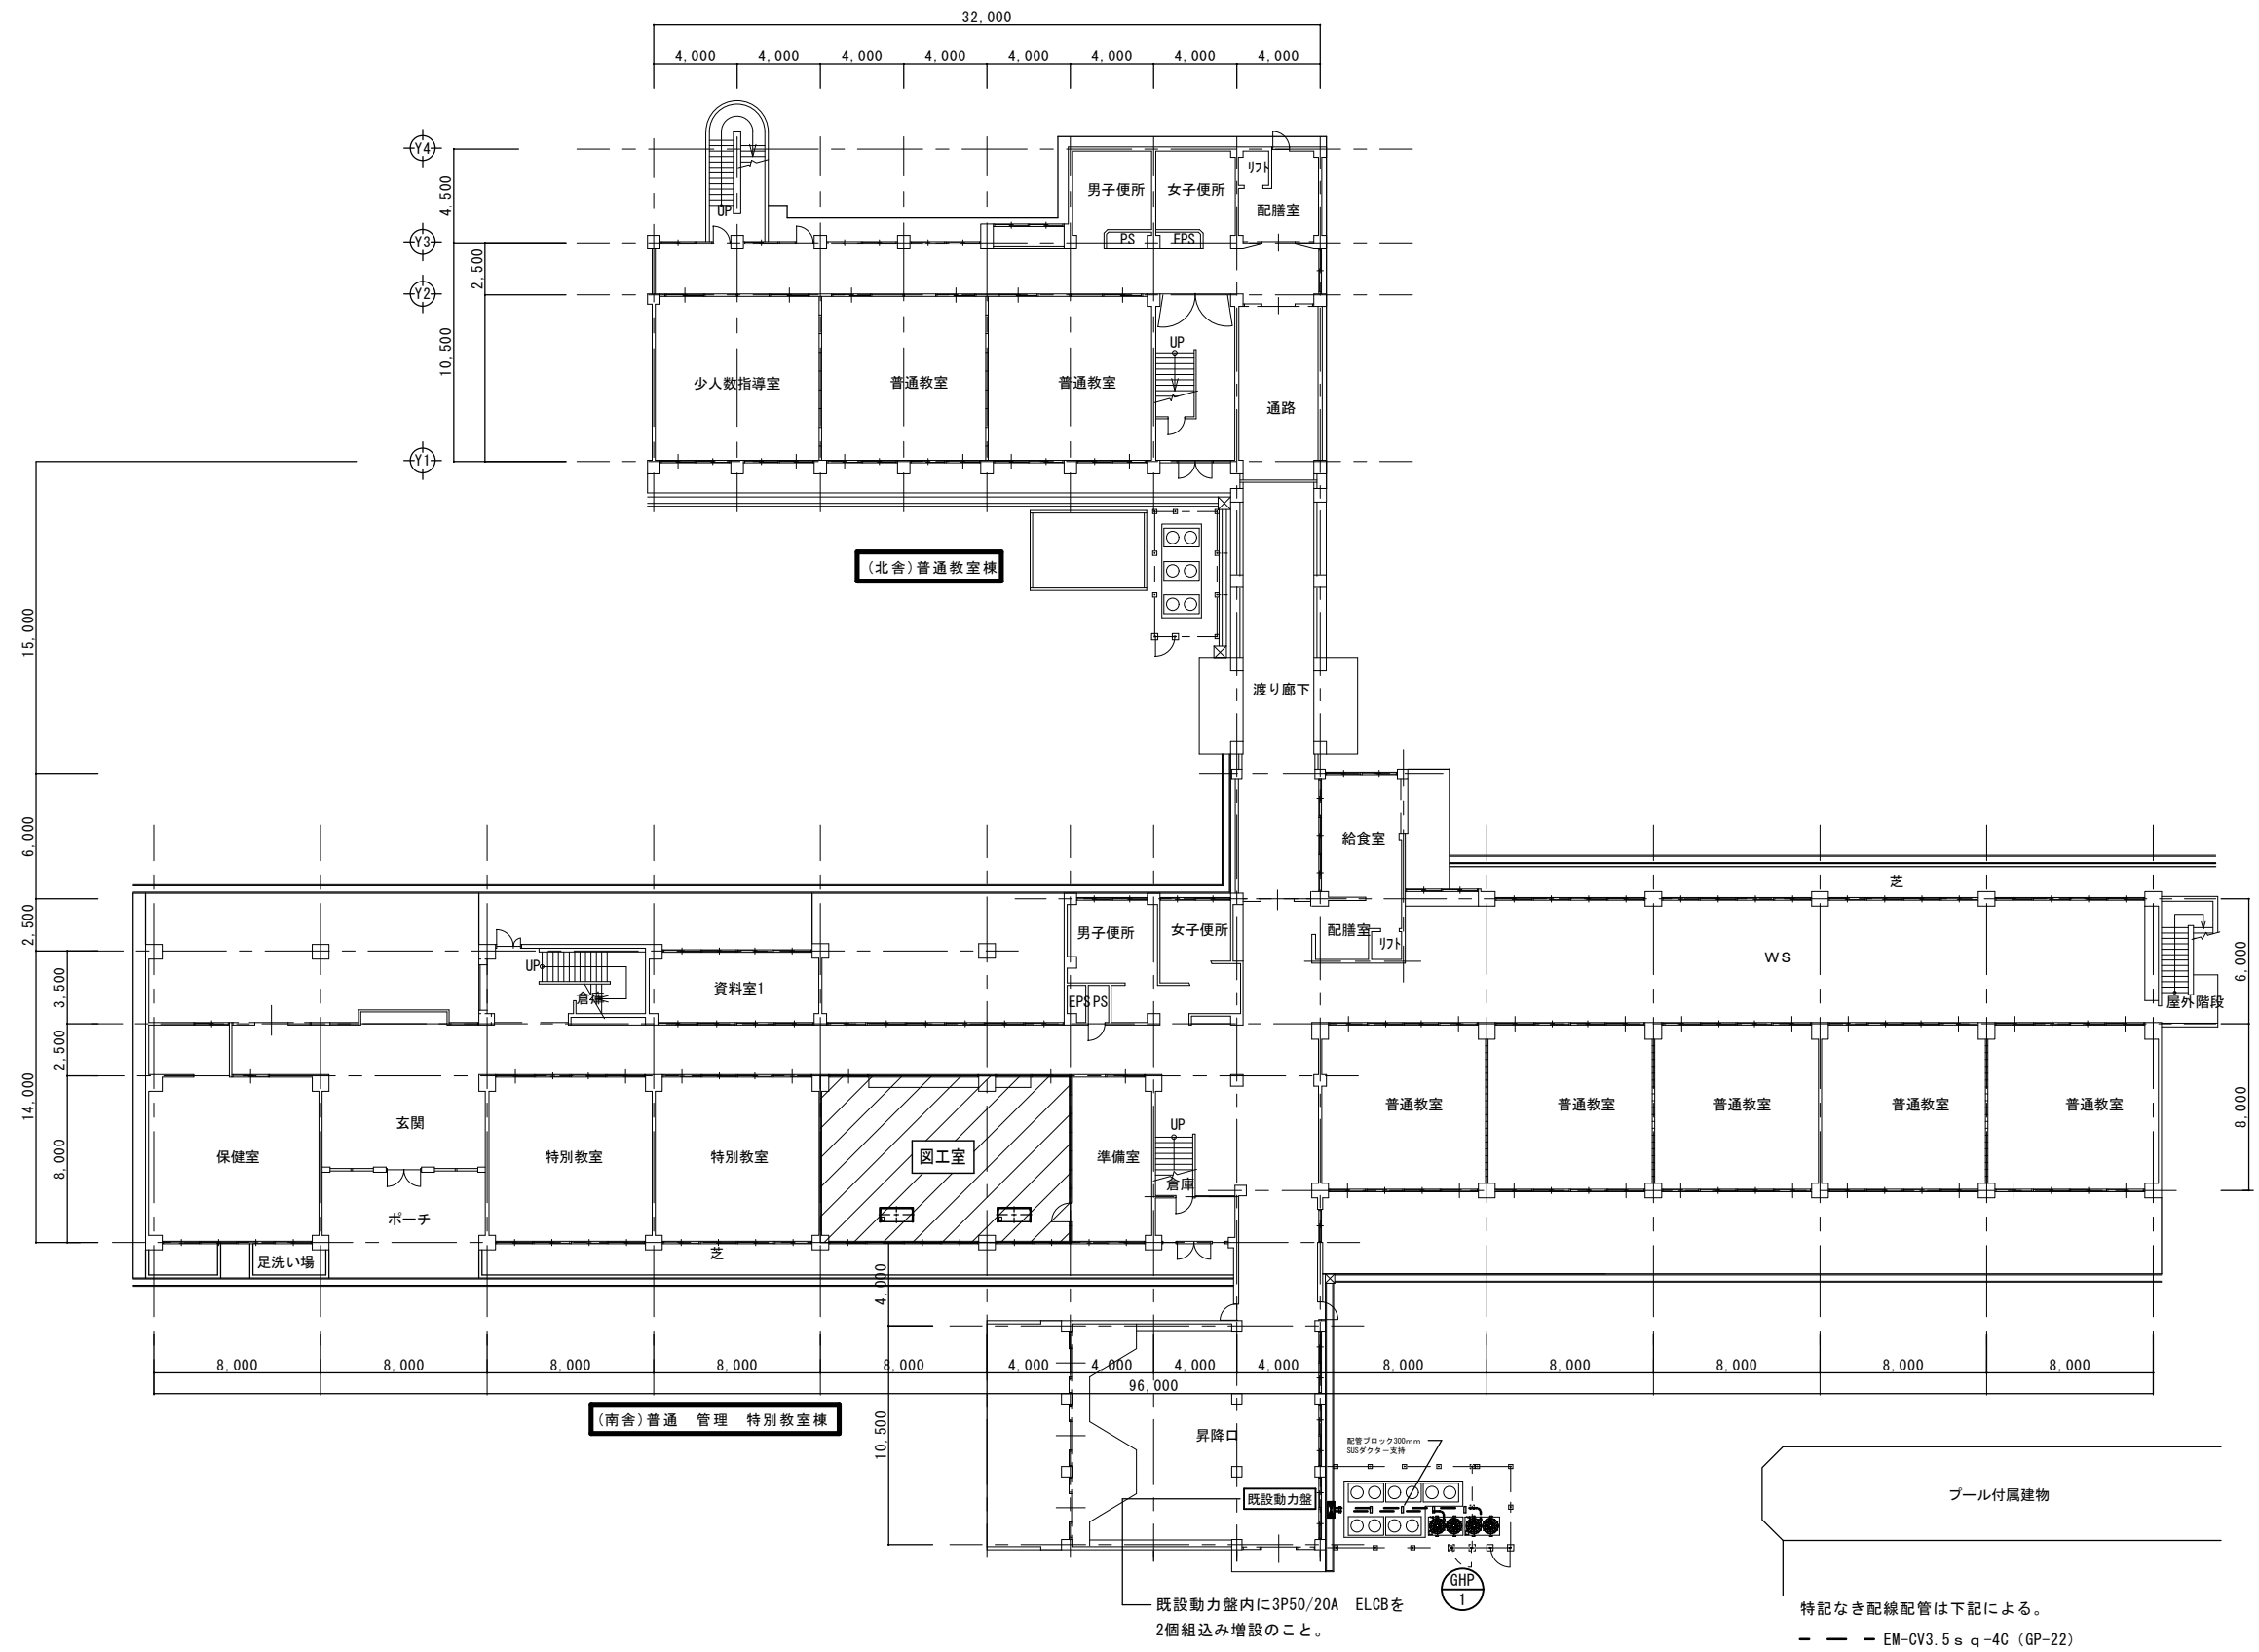 32,000
4,000 4,000 4,000 4,000 4,000 4,000 4,000 4,000
Y4
4,500
リフト
男子便所 女子便所
配膳室
UP
Y3
PS EPS
2,500
Y2
10,500
UP
少人数指導室 普通教室 普通教室
通路
Y1
(北舎)普通教室棟
15,000
渡り廊下
6,000
給食室
芝
2,500
男子便所 女子便所 配膳室
リフト
WS
UP
3,500
倉庫
資料室1
EPS PS
6,000
屋外階段
2,500
14,000
普通教室 普通教室 普通教室 普通教室 普通教室
8,000
玄関
UP
8,000
保健室 特別教室 特別教室 図工室 準備室
倉庫
ポーチ
芝
足洗い場
4,000
8,000 8,000 8,000 8,000 8,000 4,000 4,000 4,000 4,000 8,000 8,000 8,000 8,000 8,000
96,000
(南舎)普通 管理 特別教室棟
10,500
昇降口
配管ブロック300mm
SUSダクター支持
既設動力盤
プール付属建物
GHP
1
既設動力盤内に3P50/20A ELCBを
2個組込み増設のこと。
特記なき配線配管は下記による。
EM-CV3.5ｓｑ-4C (GP-22)